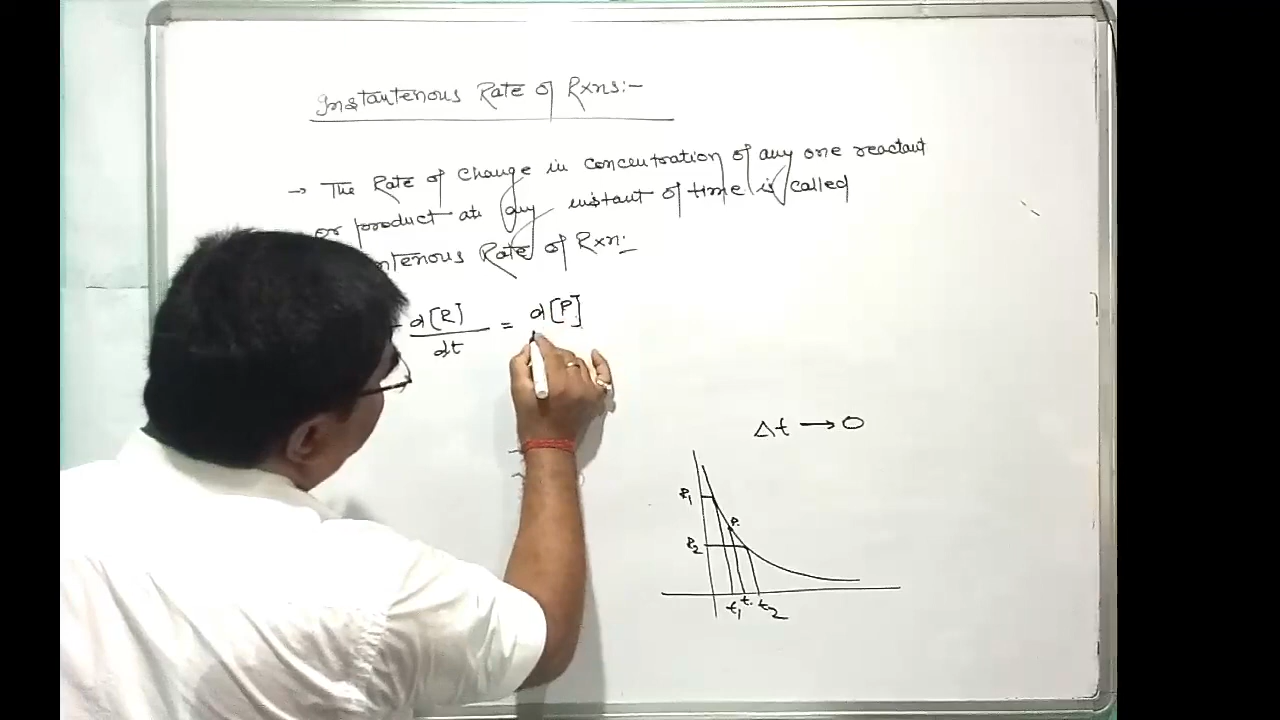 Instantenous Rate of Rxns:-
→ The Rate of change in concentration of any one reactant
or product at any instant of time is called
ntenous Rate of Rxn:
- d[R]/dt = d[P]
Δt → 0
R1
P.
R2
t1 t. t2